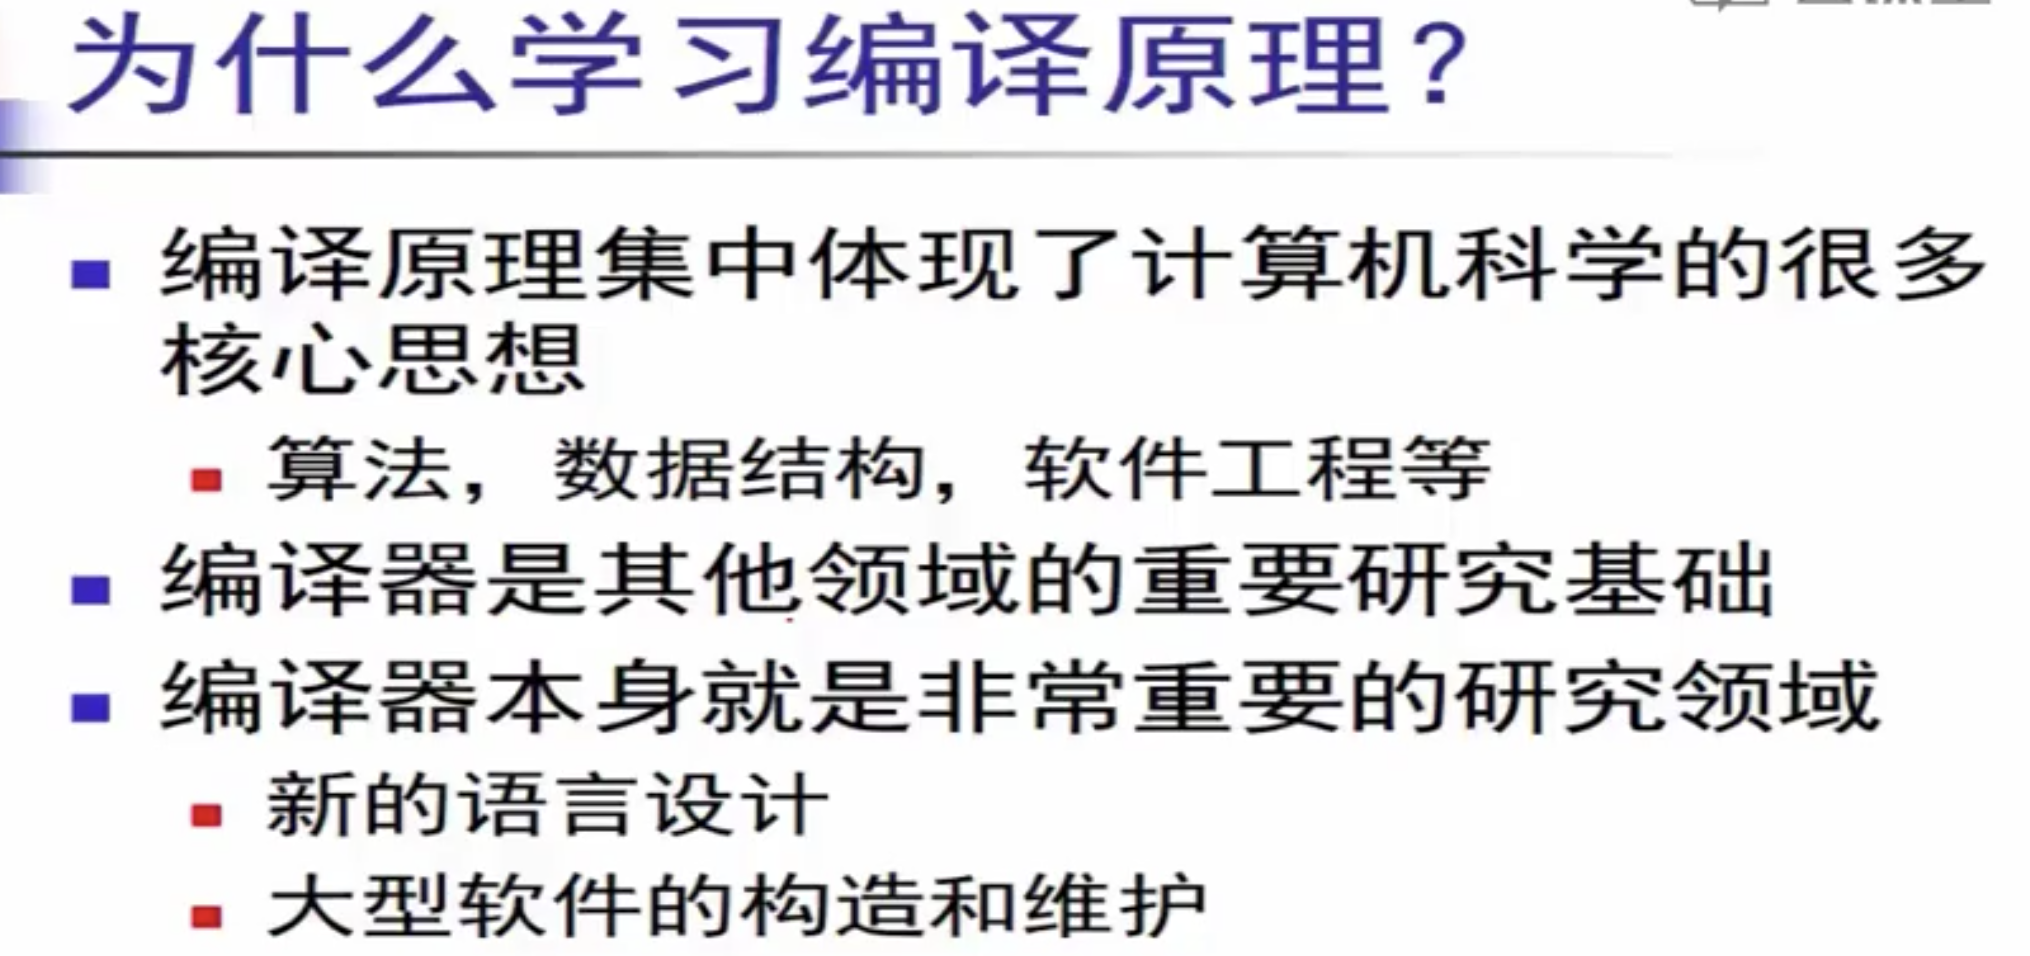 为什么学习编译原理？
编译原理集中体现了计算机科学的很多
核心思想
算法，数据结构，软件工程等
编译器是其他领域的重要研究基础
编译器本身就是非常重要的研究领域
新的语言设计
大型软件的构造和维护